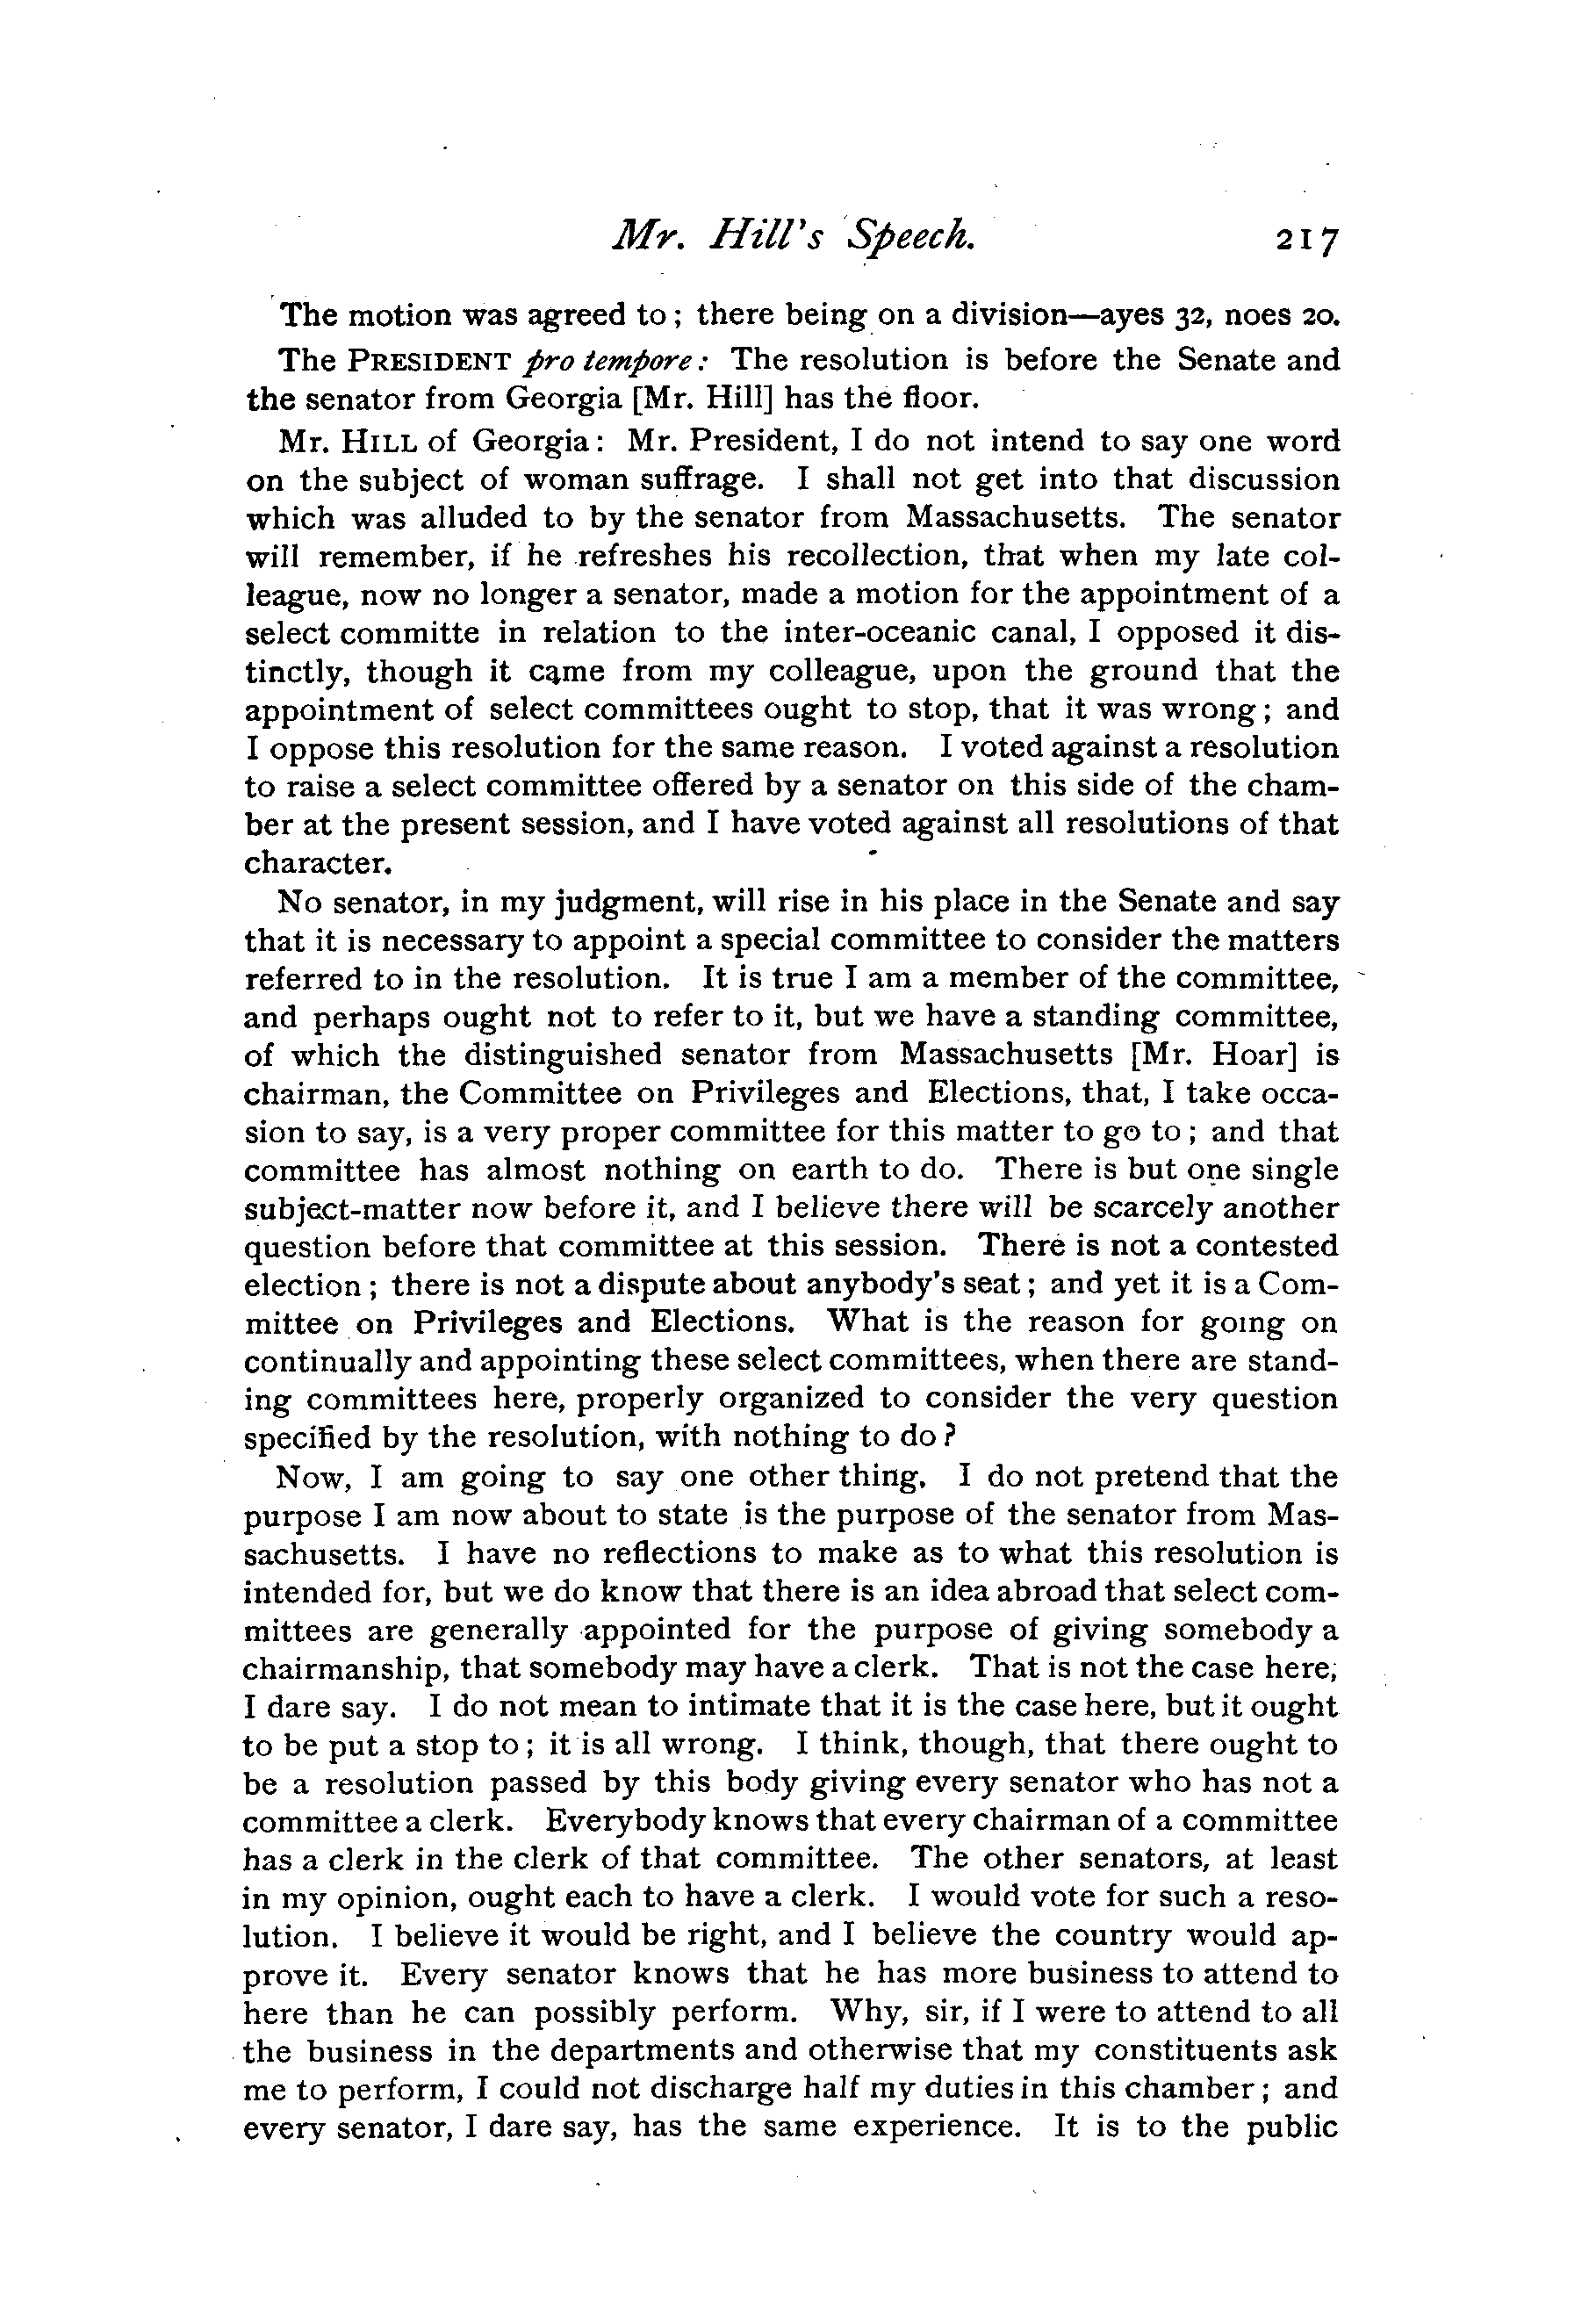 Mr. Hill's Speech. 217
The motion was agreed to; there being on a division—ayes 32, noes 20.
The PRESIDENT pro tempore: The resolution is before the Senate and
the senator from Georgia [Mr. Hill] has the floor.
Mr. HILL of Georgia: Mr. President, I do not intend to say one word
on the subject of woman suffrage. I shall not get into that discussion
which was alluded to by the senator from Massachusetts. The senator
will remember, if he refreshes his recollection, that when my late col-
league, now no longer a senator, made a motion for the appointment of a
select committe in relation to the inter-oceanic canal, I opposed it dis-
tinctly, though it came from my colleague, upon the ground that the
appointment of select committees ought to stop, that it was wrong; and
I oppose this resolution for the same reason. I voted against a resolution
to raise a select committee offered by a senator on this side of the cham-
ber at the present session, and I have voted against all resolutions of that
character.
No senator, in my judgment, will rise in his place in the Senate and say
that it is necessary to appoint a special committee to consider the matters
referred to in the resolution. It is true I am a member of the committee,
and perhaps ought not to refer to it, but we have a standing committee,
of which the distinguished senator from Massachusetts [Mr. Hoar] is
chairman, the Committee on Privileges and Elections, that, I take occa-
sion to say, is a very proper committee for this matter to go to; and that
committee has almost nothing on earth to do. There is but one single
subject-matter now before it, and I believe there will be scarcely another
question before that committee at this session. There is not a contested
election; there is not a dispute about anybody's seat; and yet it is a Com-
mittee on Privileges and Elections. What is the reason for going on
continually and appointing these select committees, when there are stand-
ing committees here, properly organized to consider the very question
specified by the resolution, with nothing to do?
Now, I am going to say one other thing. I do not pretend that the
purpose I am now about to state is the purpose of the senator from Mas-
sachusetts. I have no reflections to make as to what this resolution is
intended for, but we do know that there is an idea abroad that select com-
mittees are generally appointed for the purpose of giving somebody a
chairmanship, that somebody may have a clerk. That is not the case here,
I dare say. I do not mean to intimate that it is the case here, but it ought
to be put a stop to; it is all wrong. I think, though, that there ought to
be a resolution passed by this body giving every senator who has not a
committee a clerk. Everybody knows that every chairman of a committee
has a clerk in the clerk of that committee. The other senators, at least
in my opinion, ought each to have a clerk. I would vote for such a reso-
lution. I believe it would be right, and I believe the country would ap-
prove it. Every senator knows that he has more business to attend to
here than he can possibly perform. Why, sir, if I were to attend to all
the business in the departments and otherwise that my constituents ask
me to perform, I could not discharge half my duties in this chamber; and
every senator, I dare say, has the same experience. It is to the public